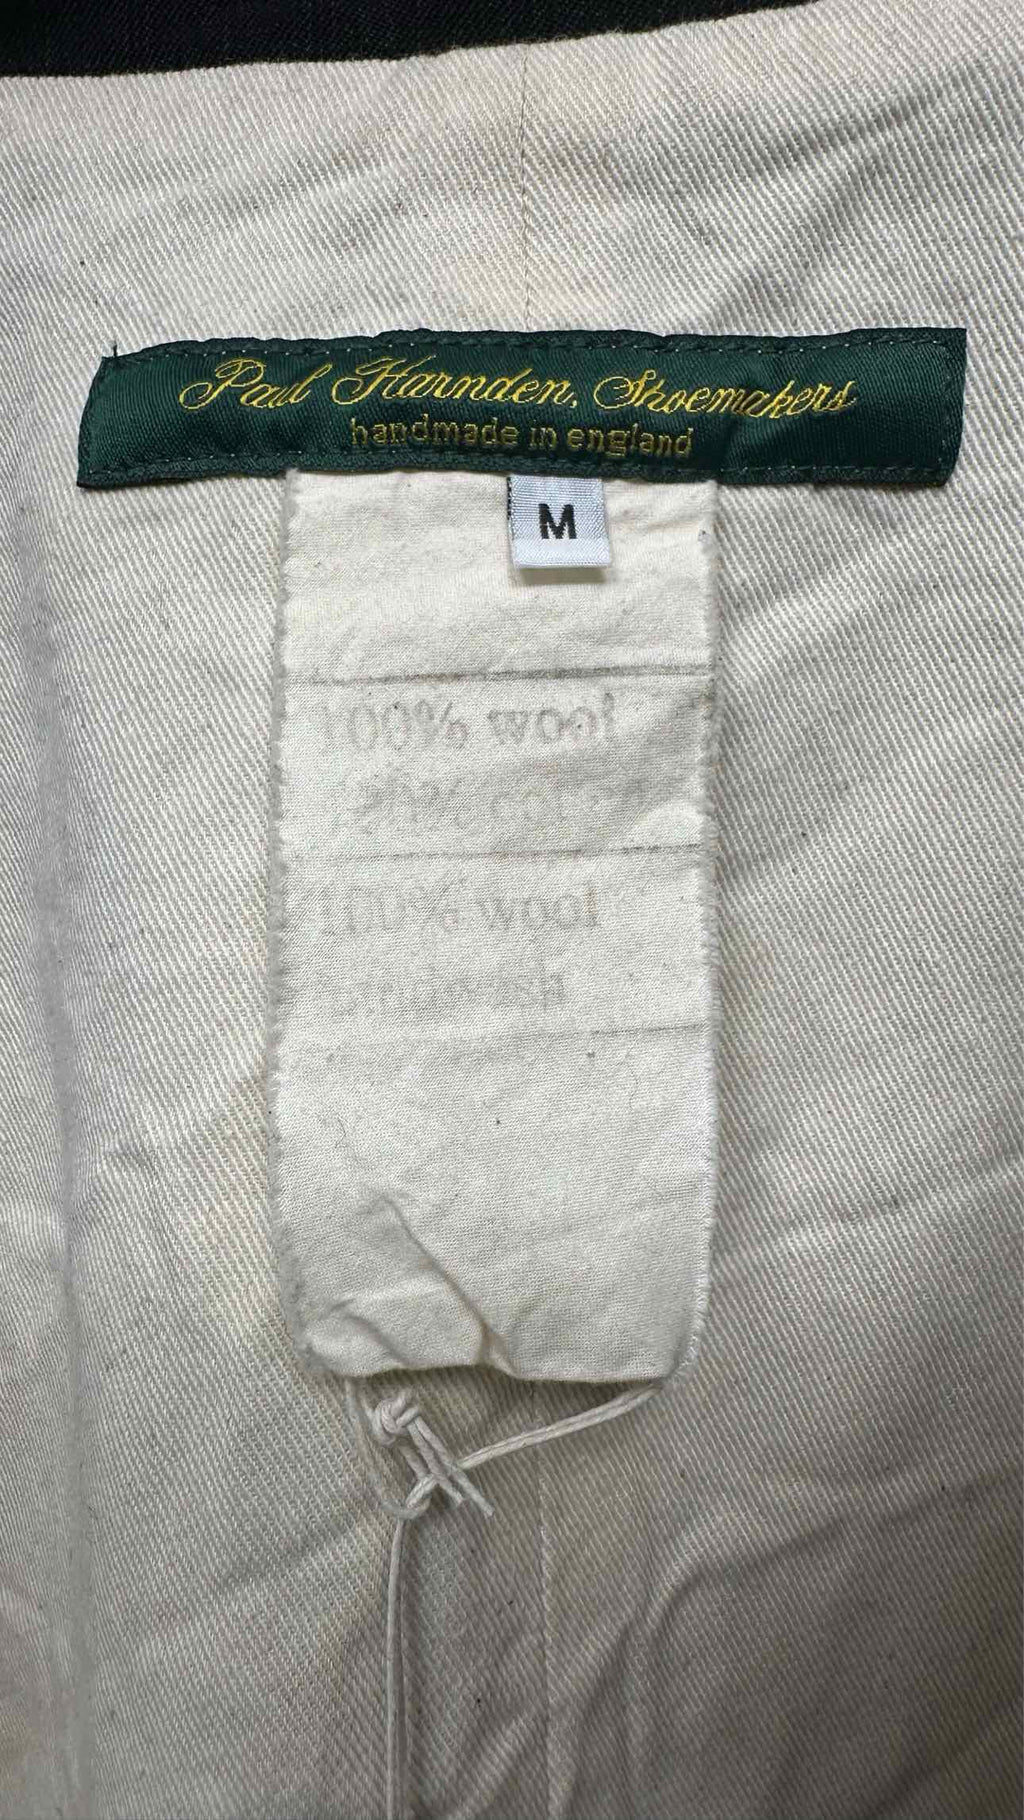 Paul Harnden, Shoemakers
handmade in england
M
100% wool
100% wool